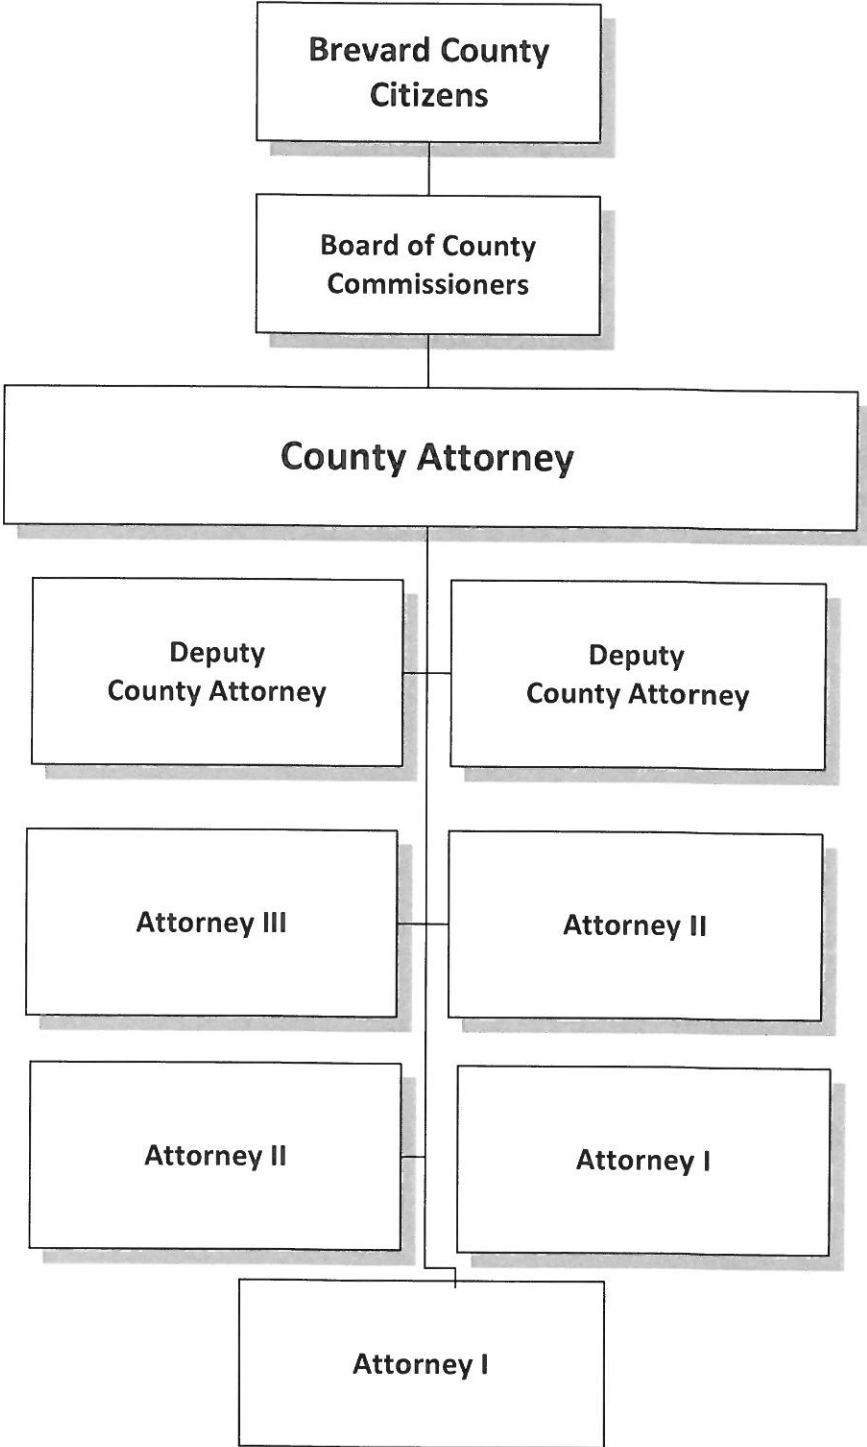 Brevard County
Citizens
Board of County
Commissioners
County Attorney
Deputy
County Attorney
Deputy
County Attorney
Attorney III
Attorney II
Attorney II
Attorney I
Attorney I